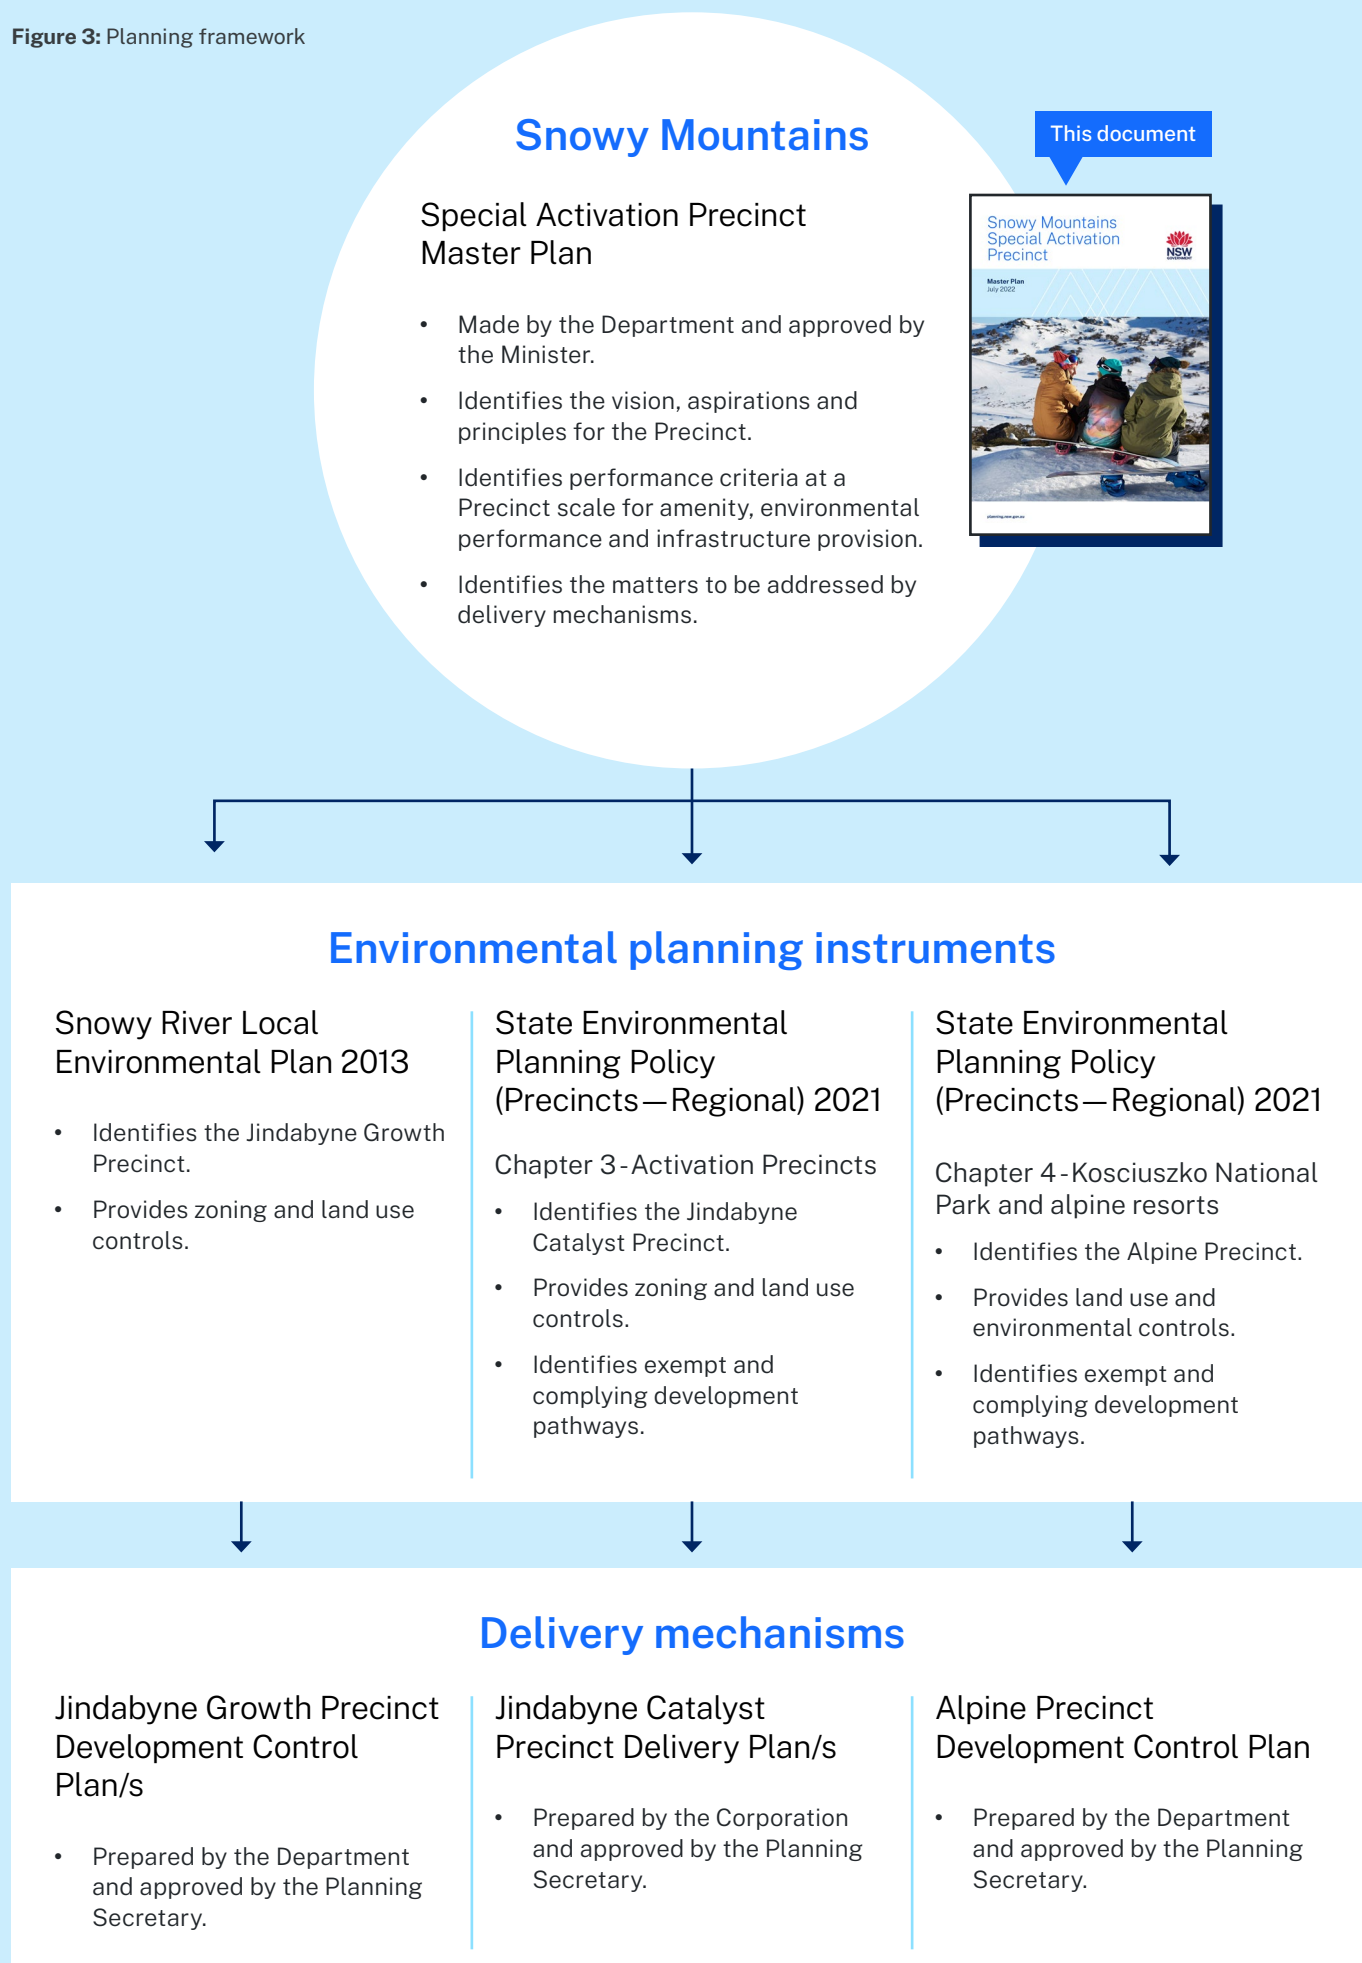 Figure 3: Planning framework
Snowy Mountains
This document
Special Activation Precinct
Master Plan
• Made by the Department and approved by
the Minister.
• Identifies the vision, aspirations and
principles for the Precinct.
• Identifies performance criteria at a
Precinct scale for amenity, environmental
performance and infrastructure provision.
• Identifies the matters to be addressed by
delivery mechanisms.
Snowy Mountains
Special Activation
Precinct
NSW
GOVERNMENT
Master Plan
July 2022
planning.nsw.gov.au
Environmental planning instruments
Snowy River Local
Environmental Plan 2013
• Identifies the Jindabyne Growth
Precinct.
• Provides zoning and land use
controls.
State Environmental
Planning Policy
(Precincts—Regional) 2021
Chapter 3 - Activation Precincts
• Identifies the Jindabyne
Catalyst Precinct.
• Provides zoning and land use
controls.
• Identifies exempt and
complying development
pathways.
State Environmental
Planning Policy
(Precincts—Regional) 2021
Chapter 4 - Kosciuszko National
Park and alpine resorts
• Identifies the Alpine Precinct.
• Provides land use and
environmental controls.
• Identifies exempt and
complying development
pathways.
Delivery mechanisms
Jindabyne Growth Precinct
Development Control
Plan/s
• Prepared by the Department
and approved by the Planning
Secretary.
Jindabyne Catalyst
Precinct Delivery Plan/s
• Prepared by the Corporation
and approved by the Planning
Secretary.
Alpine Precinct
Development Control Plan
• Prepared by the Department
and approved by the Planning
Secretary.